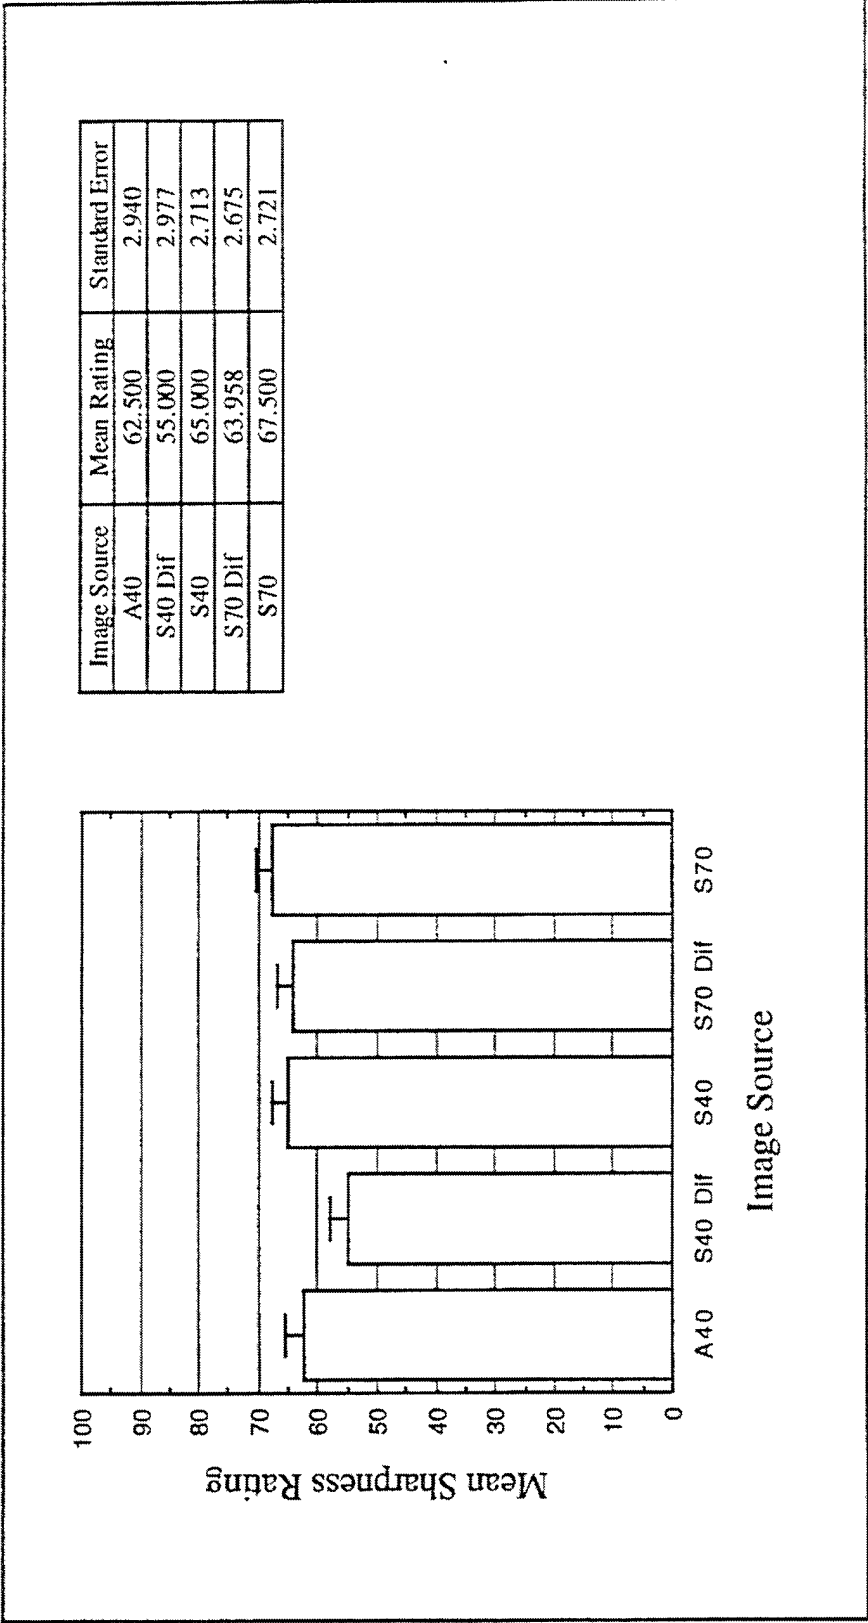 Mean Sharpness Rating
100
90
80
70
60
50
40
30
20
10
0
A40 S40 Dif S40 S70 Dif S70
Image Source
Image Source Mean Rating Standard Error
A40 62.500 2.940
S40 Dif 55.000 2.977
S40 65.000 2.713
S70 Dif 63.958 2.675
S70 67.500 2.721